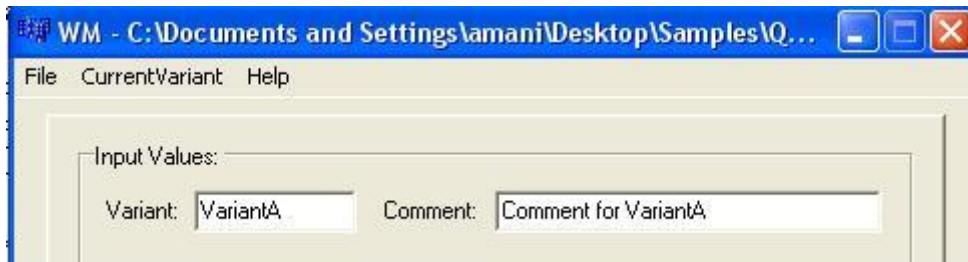 WM - C:\Documents and Settings\amani\Desktop\Samples\Q...
File CurrentVariant Help
Input Values:
Variant: VariantA Comment: Comment for VariantA